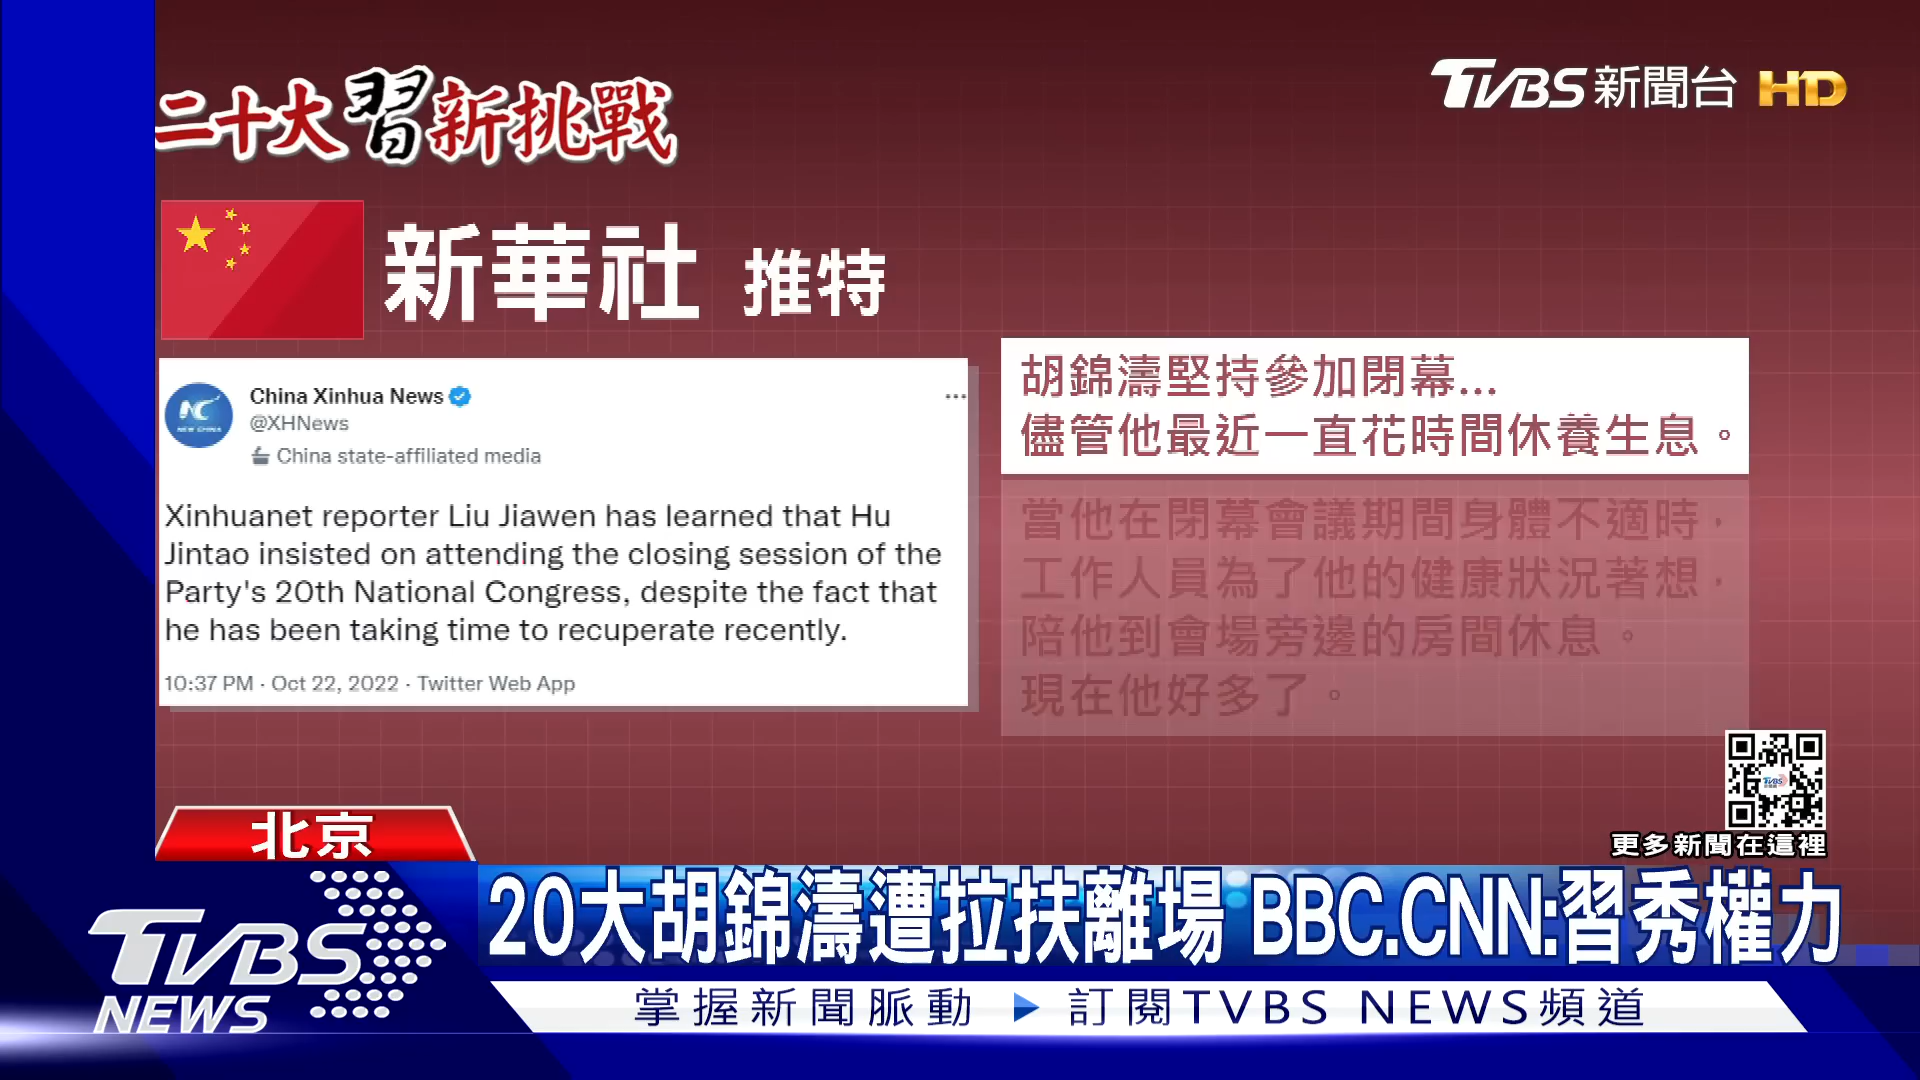 二十大習新挑戰
TVBS新聞台 HD
新華社 推特
China Xinhua News
@XHNews
China state-affiliated media
Xinhuanet reporter Liu Jiawen has learned that Hu
Jintao insisted on attending the closing session of the
Party's 20th National Congress, despite the fact that
he has been taking time to recuperate recently.
10:37 PM · Oct 22, 2022 · Twitter Web App
胡錦濤堅持參加閉幕...
儘管他最近一直花時間休養生息。
當他在閉幕會議期間身體不適時，
工作人員為了他的健康狀況著想，
陪他到會場旁邊的房間休息。
現在他好多了。
更多新聞在這裡
北京
20大胡錦濤遭拉扶離場 BBC.CNN:習秀權力
TVBS
NEWS
掌握新聞脈動 ▶ 訂閱TVBS NEWS頻道